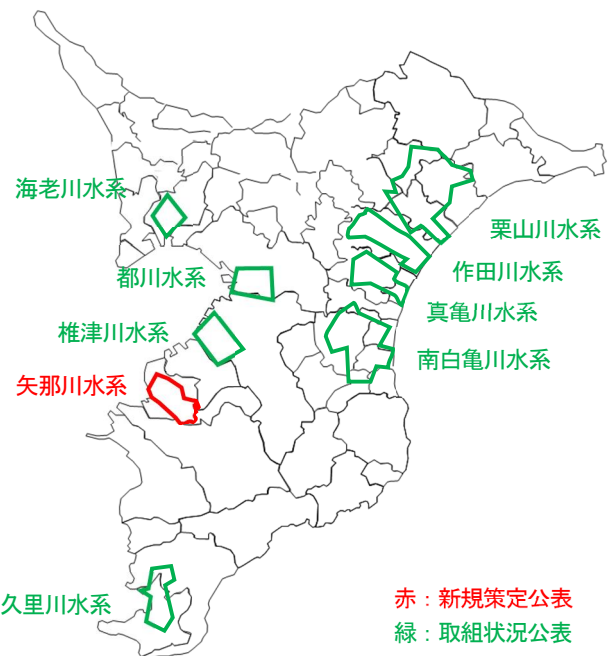 海老川水系
栗山川水系
都川水系
作田川水系
真亀川水系
椎津川水系
南白亀川水系
矢那川水系
久里川水系
赤：新規策定公表
緑：取組状況公表